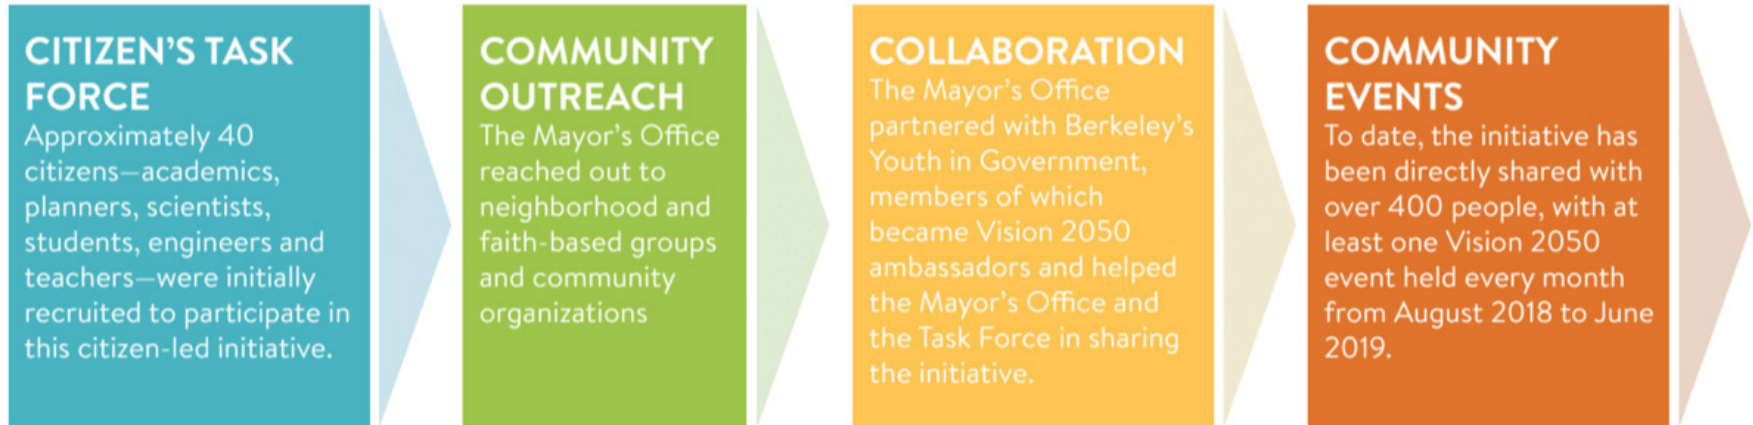 CITIZEN'S TASK
FORCE
Approximately 40
citizens—academics,
planners, scientists,
students, engineers and
teachers—were initially
recruited to participate in
this citizen-led initiative.
COMMUNITY
OUTREACH
The Mayor's Office
reached out to
neighborhood and
faith-based groups
and community
organizations
COLLABORATION
The Mayor's Office
partnered with Berkeley's
Youth in Government,
members of which
became Vision 2050
ambassadors and helped
the Mayor's Office and
the Task Force in sharing
the initiative.
COMMUNITY
EVENTS
To date, the initiative has
been directly shared with
over 400 people, with at
least one Vision 2050
event held every month
from August 2018 to June
2019.